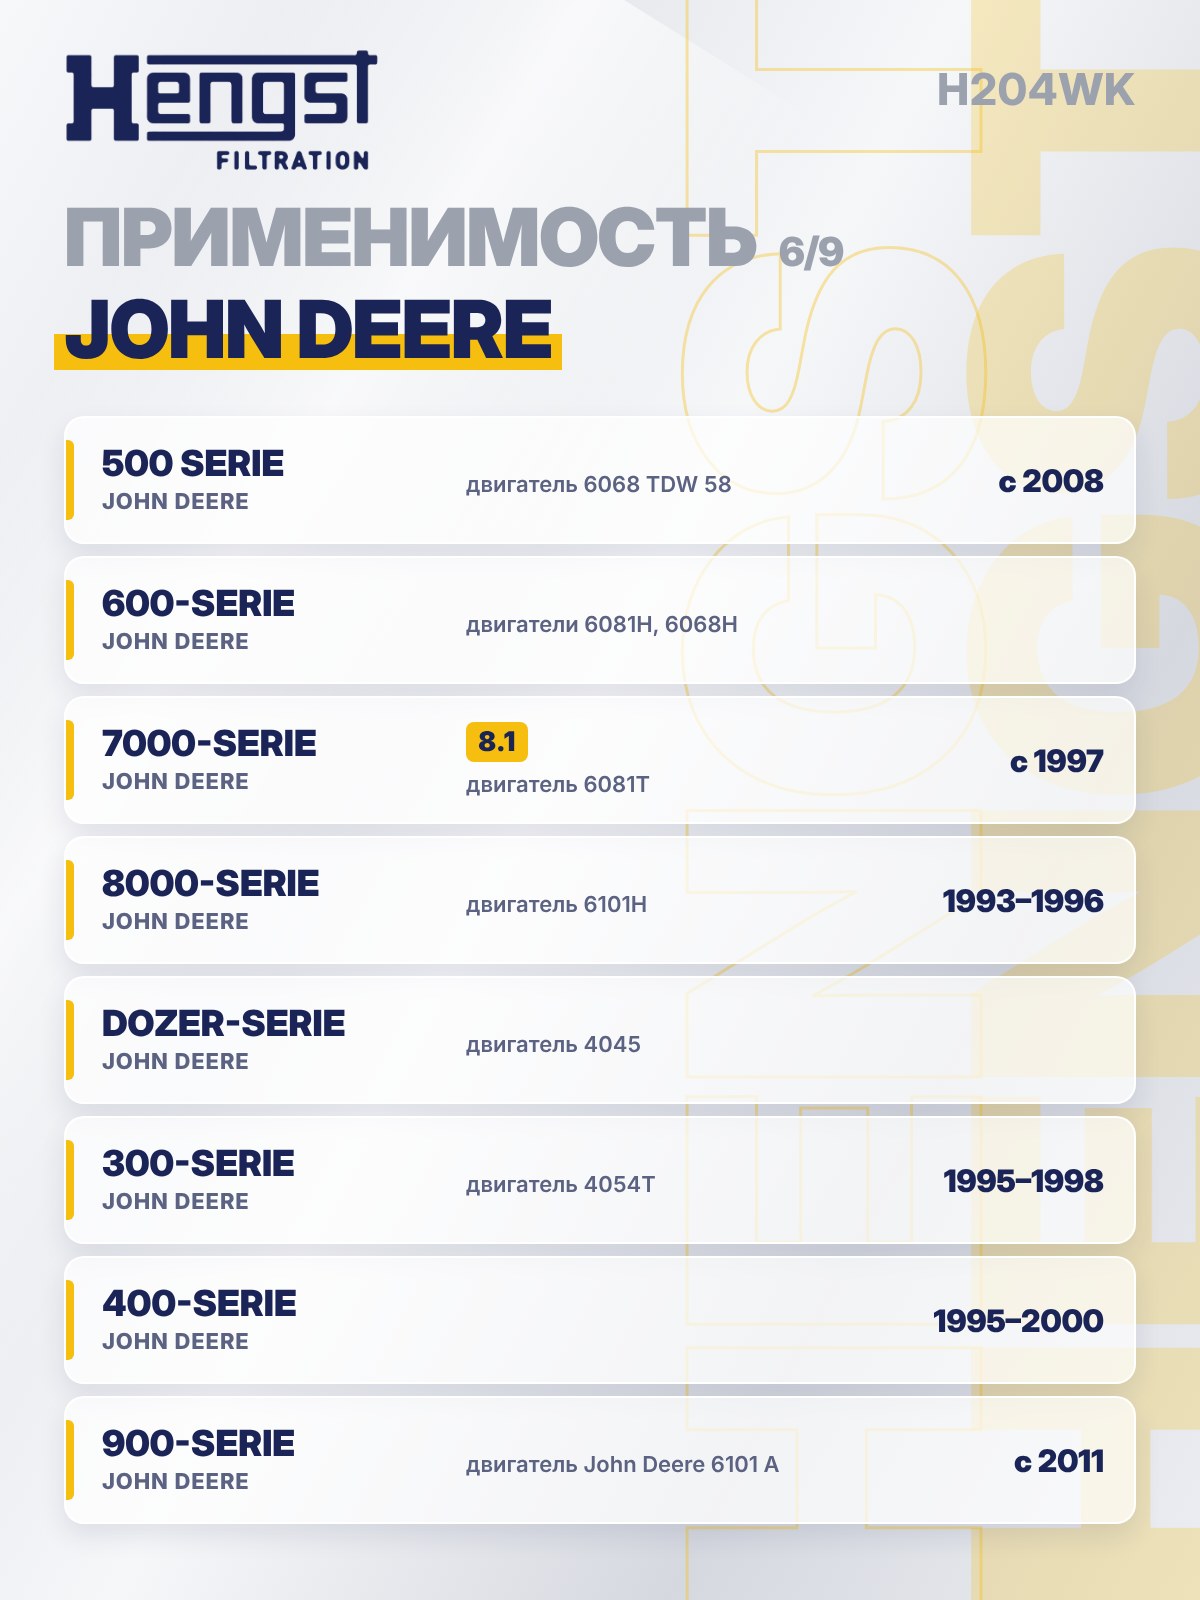 Hengst
FILTRATION
H204WK
ПРИМЕНИМОСТЬ 6/9
JOHN DEERE
500 SERIE
JOHN DEERE
двигатель 6068 TDW 58
с 2008
600-SERIE
JOHN DEERE
двигатели 6081H, 6068H
7000-SERIE
JOHN DEERE
8.1
двигатель 6081T
с 1997
8000-SERIE
JOHN DEERE
двигатель 6101H
1993–1996
DOZER-SERIE
JOHN DEERE
двигатель 4045
300-SERIE
JOHN DEERE
двигатель 4054T
1995–1998
400-SERIE
JOHN DEERE
1995–2000
900-SERIE
JOHN DEERE
двигатель John Deere 6101 A
с 2011
HENGST
HENGST